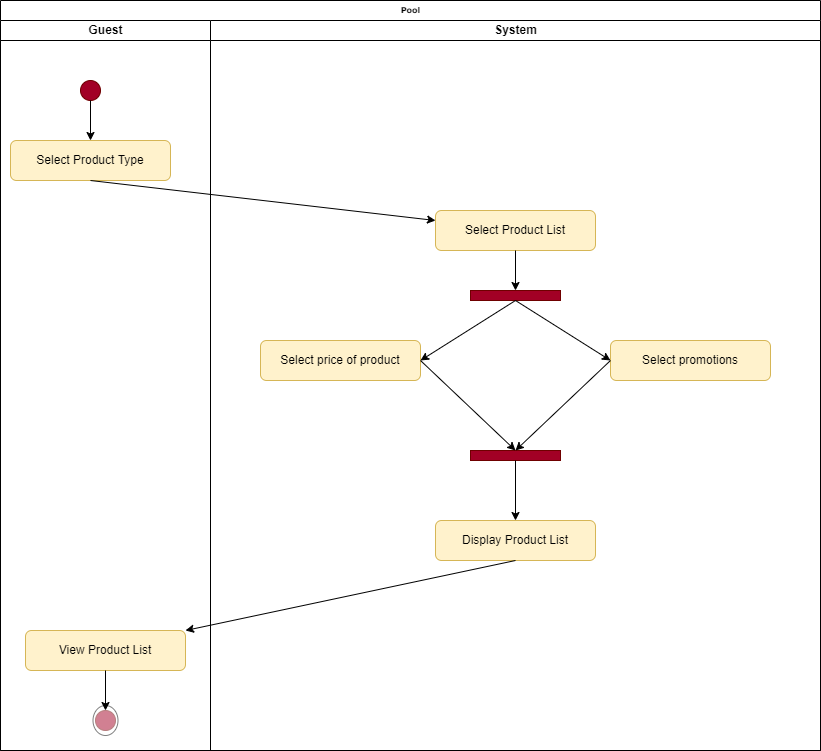 Pool
Guest
System
Select Product Type
Select Product List
Select price of product
Select promotions
Display Product List
View Product List